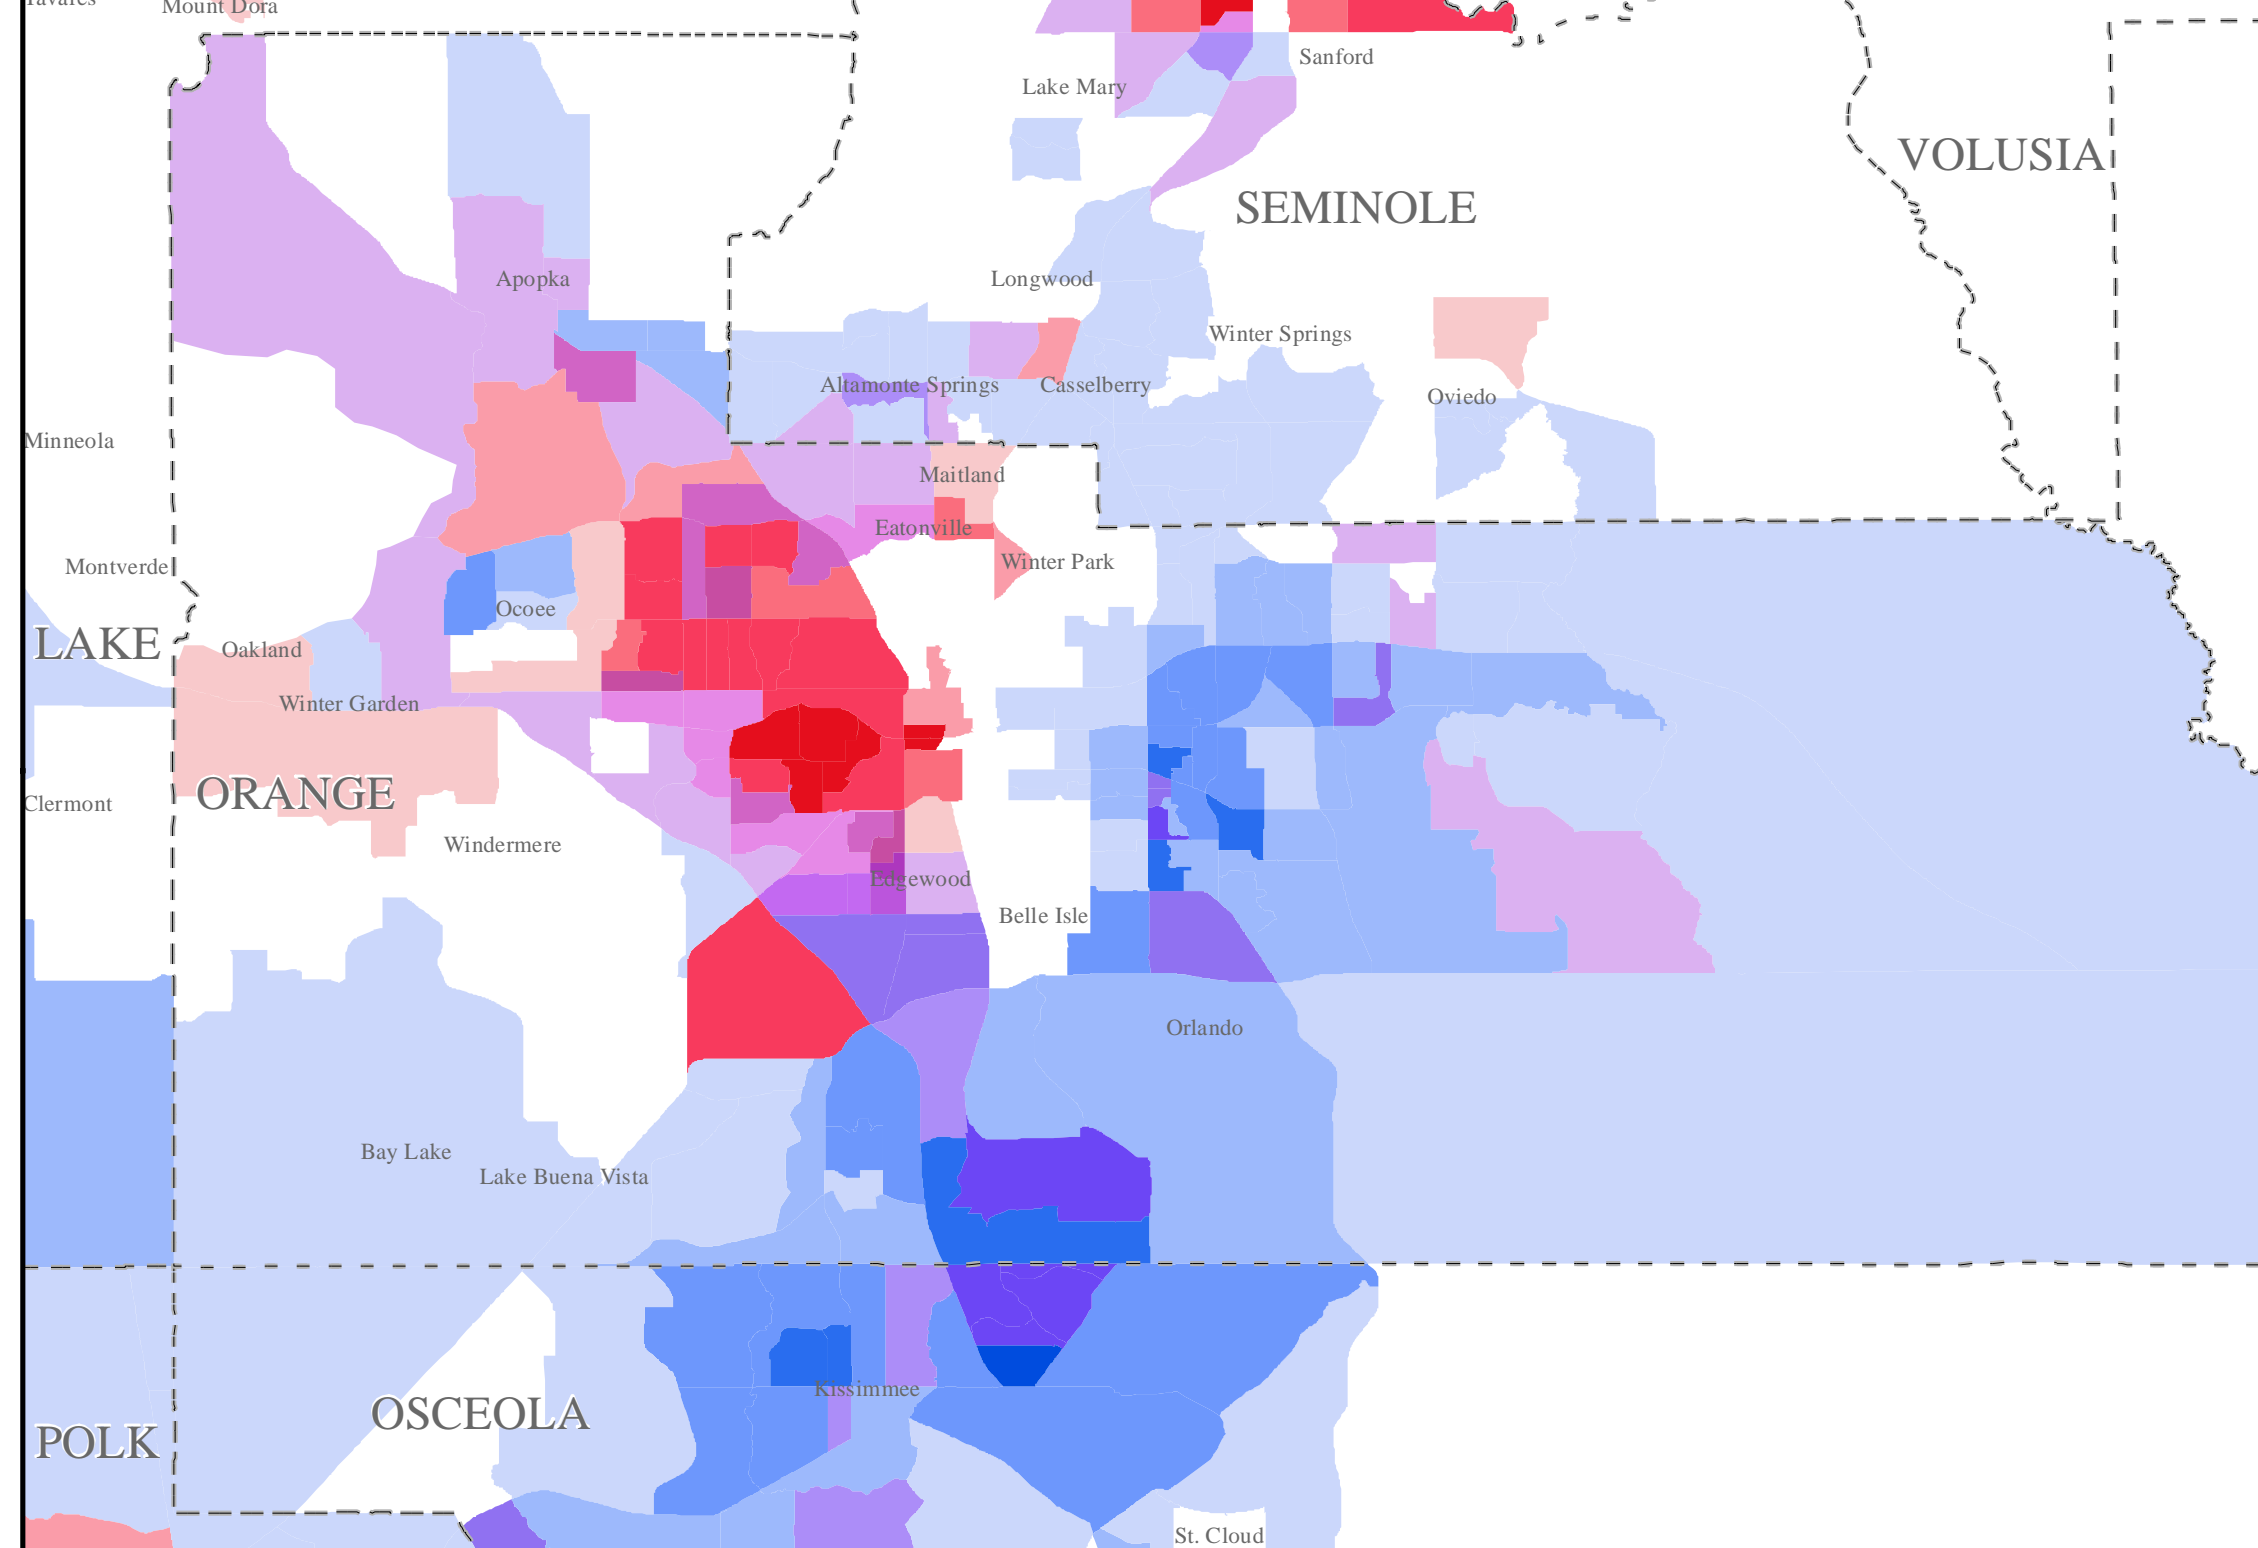 Tavares
Mount Dora
Sanford
Lake Mary
VOLUSIA
SEMINOLE
Apopka
Longwood
Winter Springs
Altamonte Springs
Casselberry
Oviedo
Minneola
Maitland
Eatonville
Winter Park
Montverde
Ocoee
LAKE
Oakland
Winter Garden
ORANGE
Clermont
Windermere
Edgewood
Belle Isle
Orlando
Bay Lake
Lake Buena Vista
Kissimmee
OSCEOLA
POLK
St. Cloud